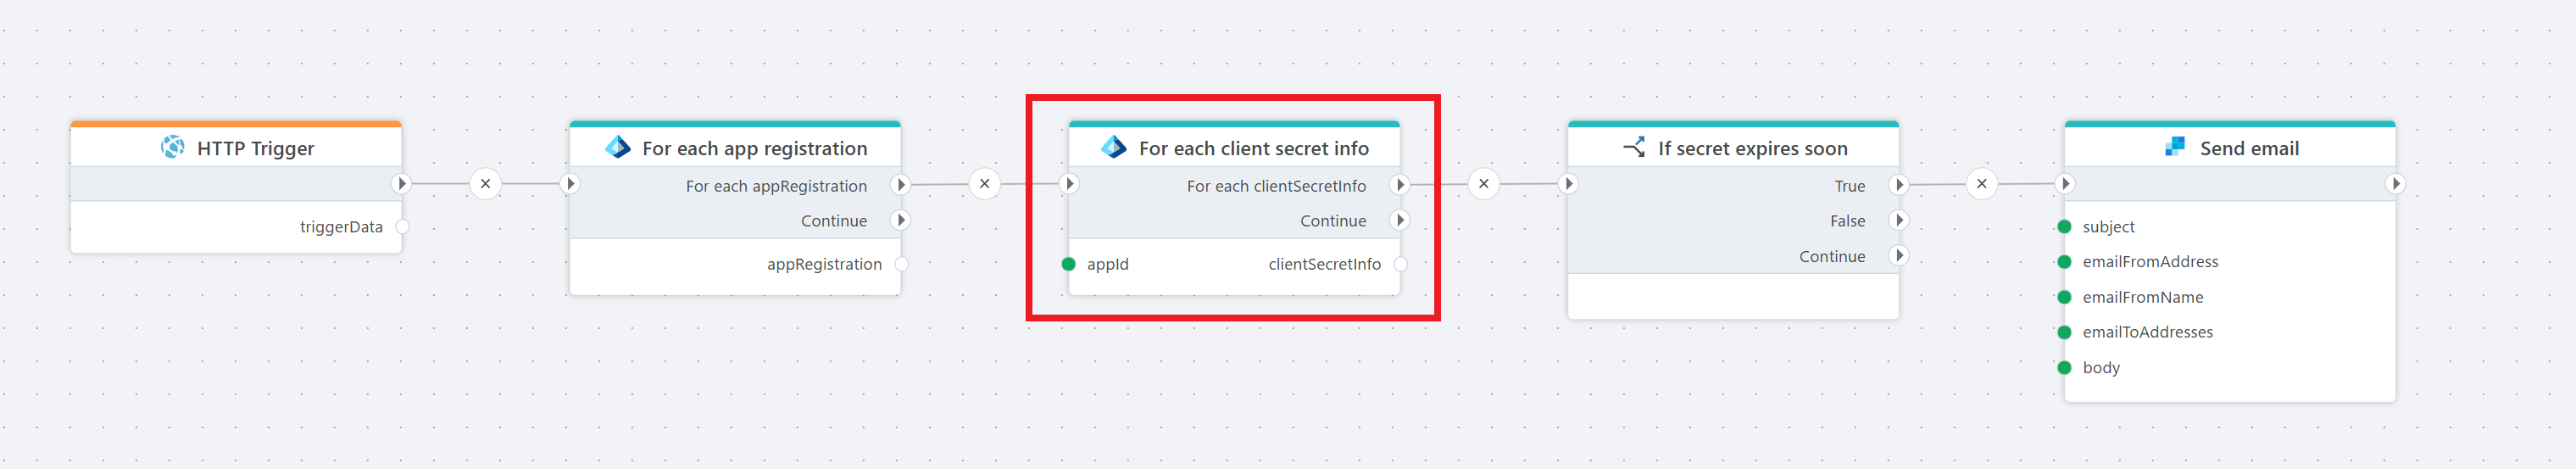 HTTP Trigger
triggerData
For each app registration
For each appRegistration
Continue
appRegistration
For each client secret info
For each clientSecretInfo
Continue
appId clientSecretInfo
If secret expires soon
True
False
Continue
Send email
subject
emailFromAddress
emailFromName
emailToAddresses
body